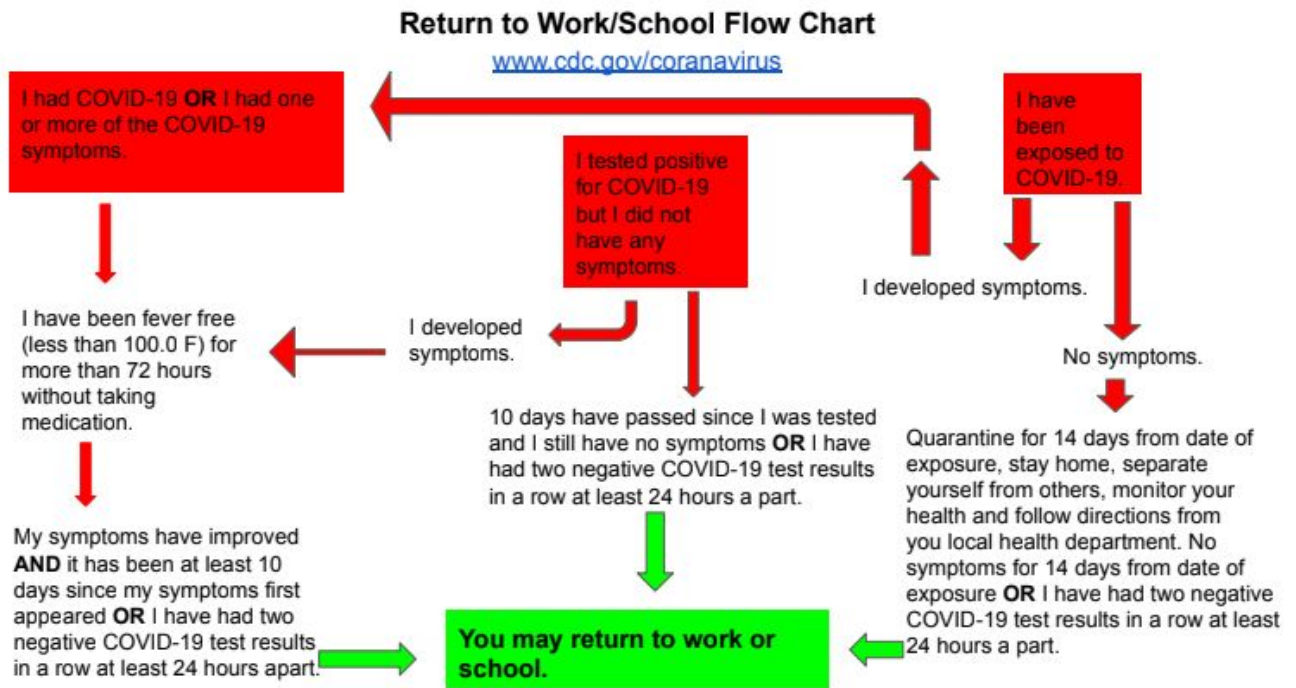 Return to Work/School Flow Chart
www.cdc.gov/coranavirus
I had COVID-19 OR I had one
or more of the COVID-19
symptoms.
I tested positive
for COVID-19
but I did not
have any
symptoms.
I have
been
exposed to
COVID-19.
I developed symptoms.
I have been fever free
(less than 100.0 F) for
more than 72 hours
without taking
medication.
I developed
symptoms.
No symptoms.
10 days have passed since I was tested
and I still have no symptoms OR I have
had two negative COVID-19 test results
in a row at least 24 hours a part.
Quarantine for 14 days from date of
exposure, stay home, separate
yourself from others, monitor your
health and follow directions from
you local health department. No
symptoms for 14 days from date of
exposure OR I have had two negative
COVID-19 test results in a row at least
24 hours a part.
My symptoms have improved
AND it has been at least 10
days since my symptoms first
appeared OR I have had two
negative COVID-19 test results
in a row at least 24 hours apart.
You may return to work or
school.